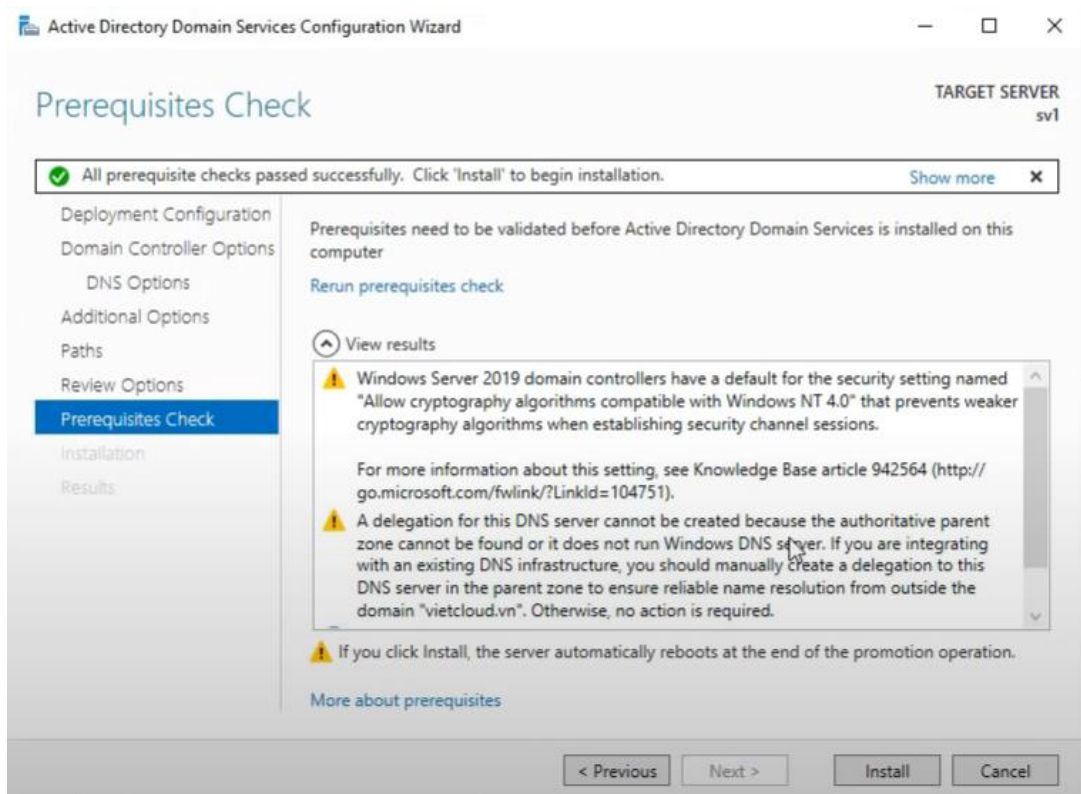 Active Directory Domain Services Configuration Wizard
Prerequisites Check
TARGET SERVER
sv1
All prerequisite checks passed successfully. Click 'Install' to begin installation.
Show more
Deployment Configuration
Domain Controller Options
DNS Options
Additional Options
Paths
Review Options
Prerequisites Check
Installation
Results
Prerequisites need to be validated before Active Directory Domain Services is installed on this
computer
Rerun prerequisites check
View results
Windows Server 2019 domain controllers have a default for the security setting named
"Allow cryptography algorithms compatible with Windows NT 4.0" that prevents weaker
cryptography algorithms when establishing security channel sessions.
For more information about this setting, see Knowledge Base article 942564 (http://
go.microsoft.com/fwlink/?LinkId=104751).
A delegation for this DNS server cannot be created because the authoritative parent
zone cannot be found or it does not run Windows DNS server. If you are integrating
with an existing DNS infrastructure, you should manually create a delegation to this
DNS server in the parent zone to ensure reliable name resolution from outside the
domain "vietcloud.vn". Otherwise, no action is required.
If you click Install, the server automatically reboots at the end of the promotion operation.
More about prerequisites
< Previous
Next >
Install
Cancel